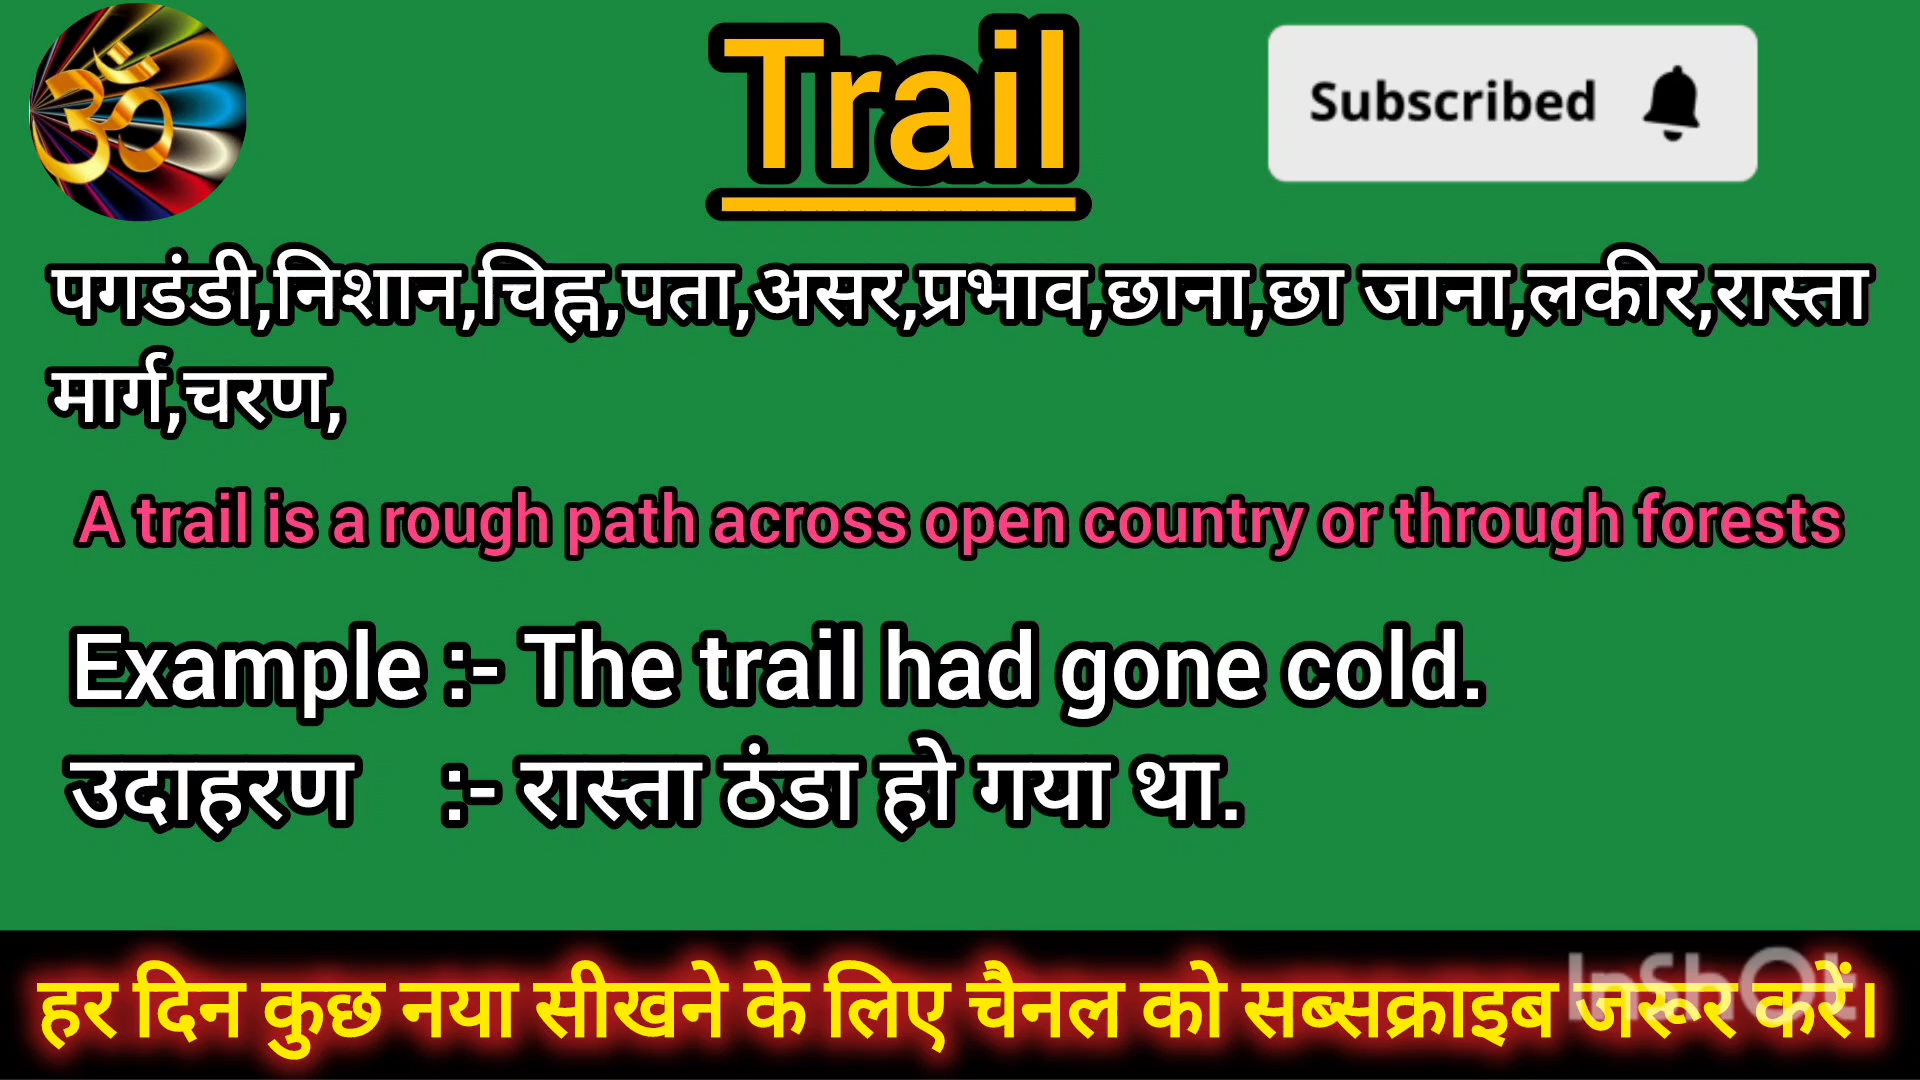 Trail
Subscribed
पगडंडी,निशान,चिह्न,पता,असर,प्रभाव,छाना,छा जाना,लकीर,रास्ता
मार्ग,चरण,
A trail is a rough path across open country or through forests
Example :- The trail had gone cold.
उदाहरण :- रास्ता ठंडा हो गया था.
हर दिन कुछ नया सीखने के लिए चैनल को सब्सक्राइब जरूर करें।
InShOt